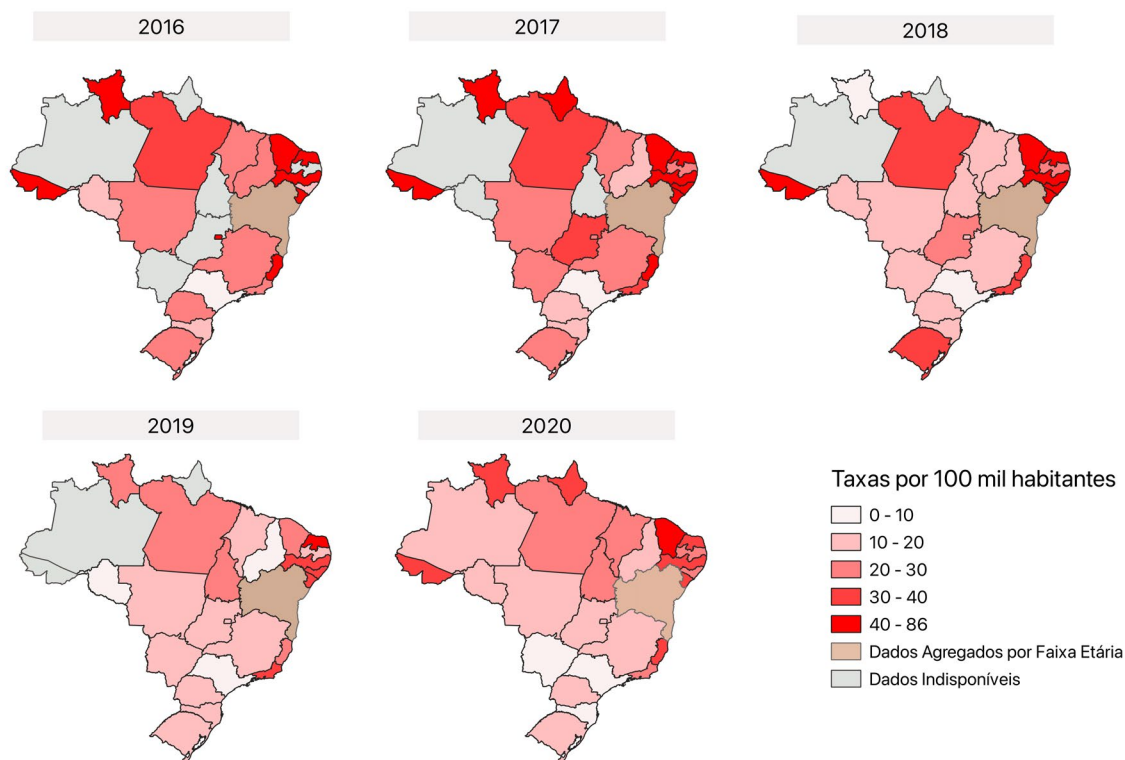 2016
2017
2018
2019
2020
Taxas por 100 mil habitantes
0 - 10
10 - 20
20 - 30
30 - 40
40 - 86
Dados Agregados por Faixa Etária
Dados Indisponíveis